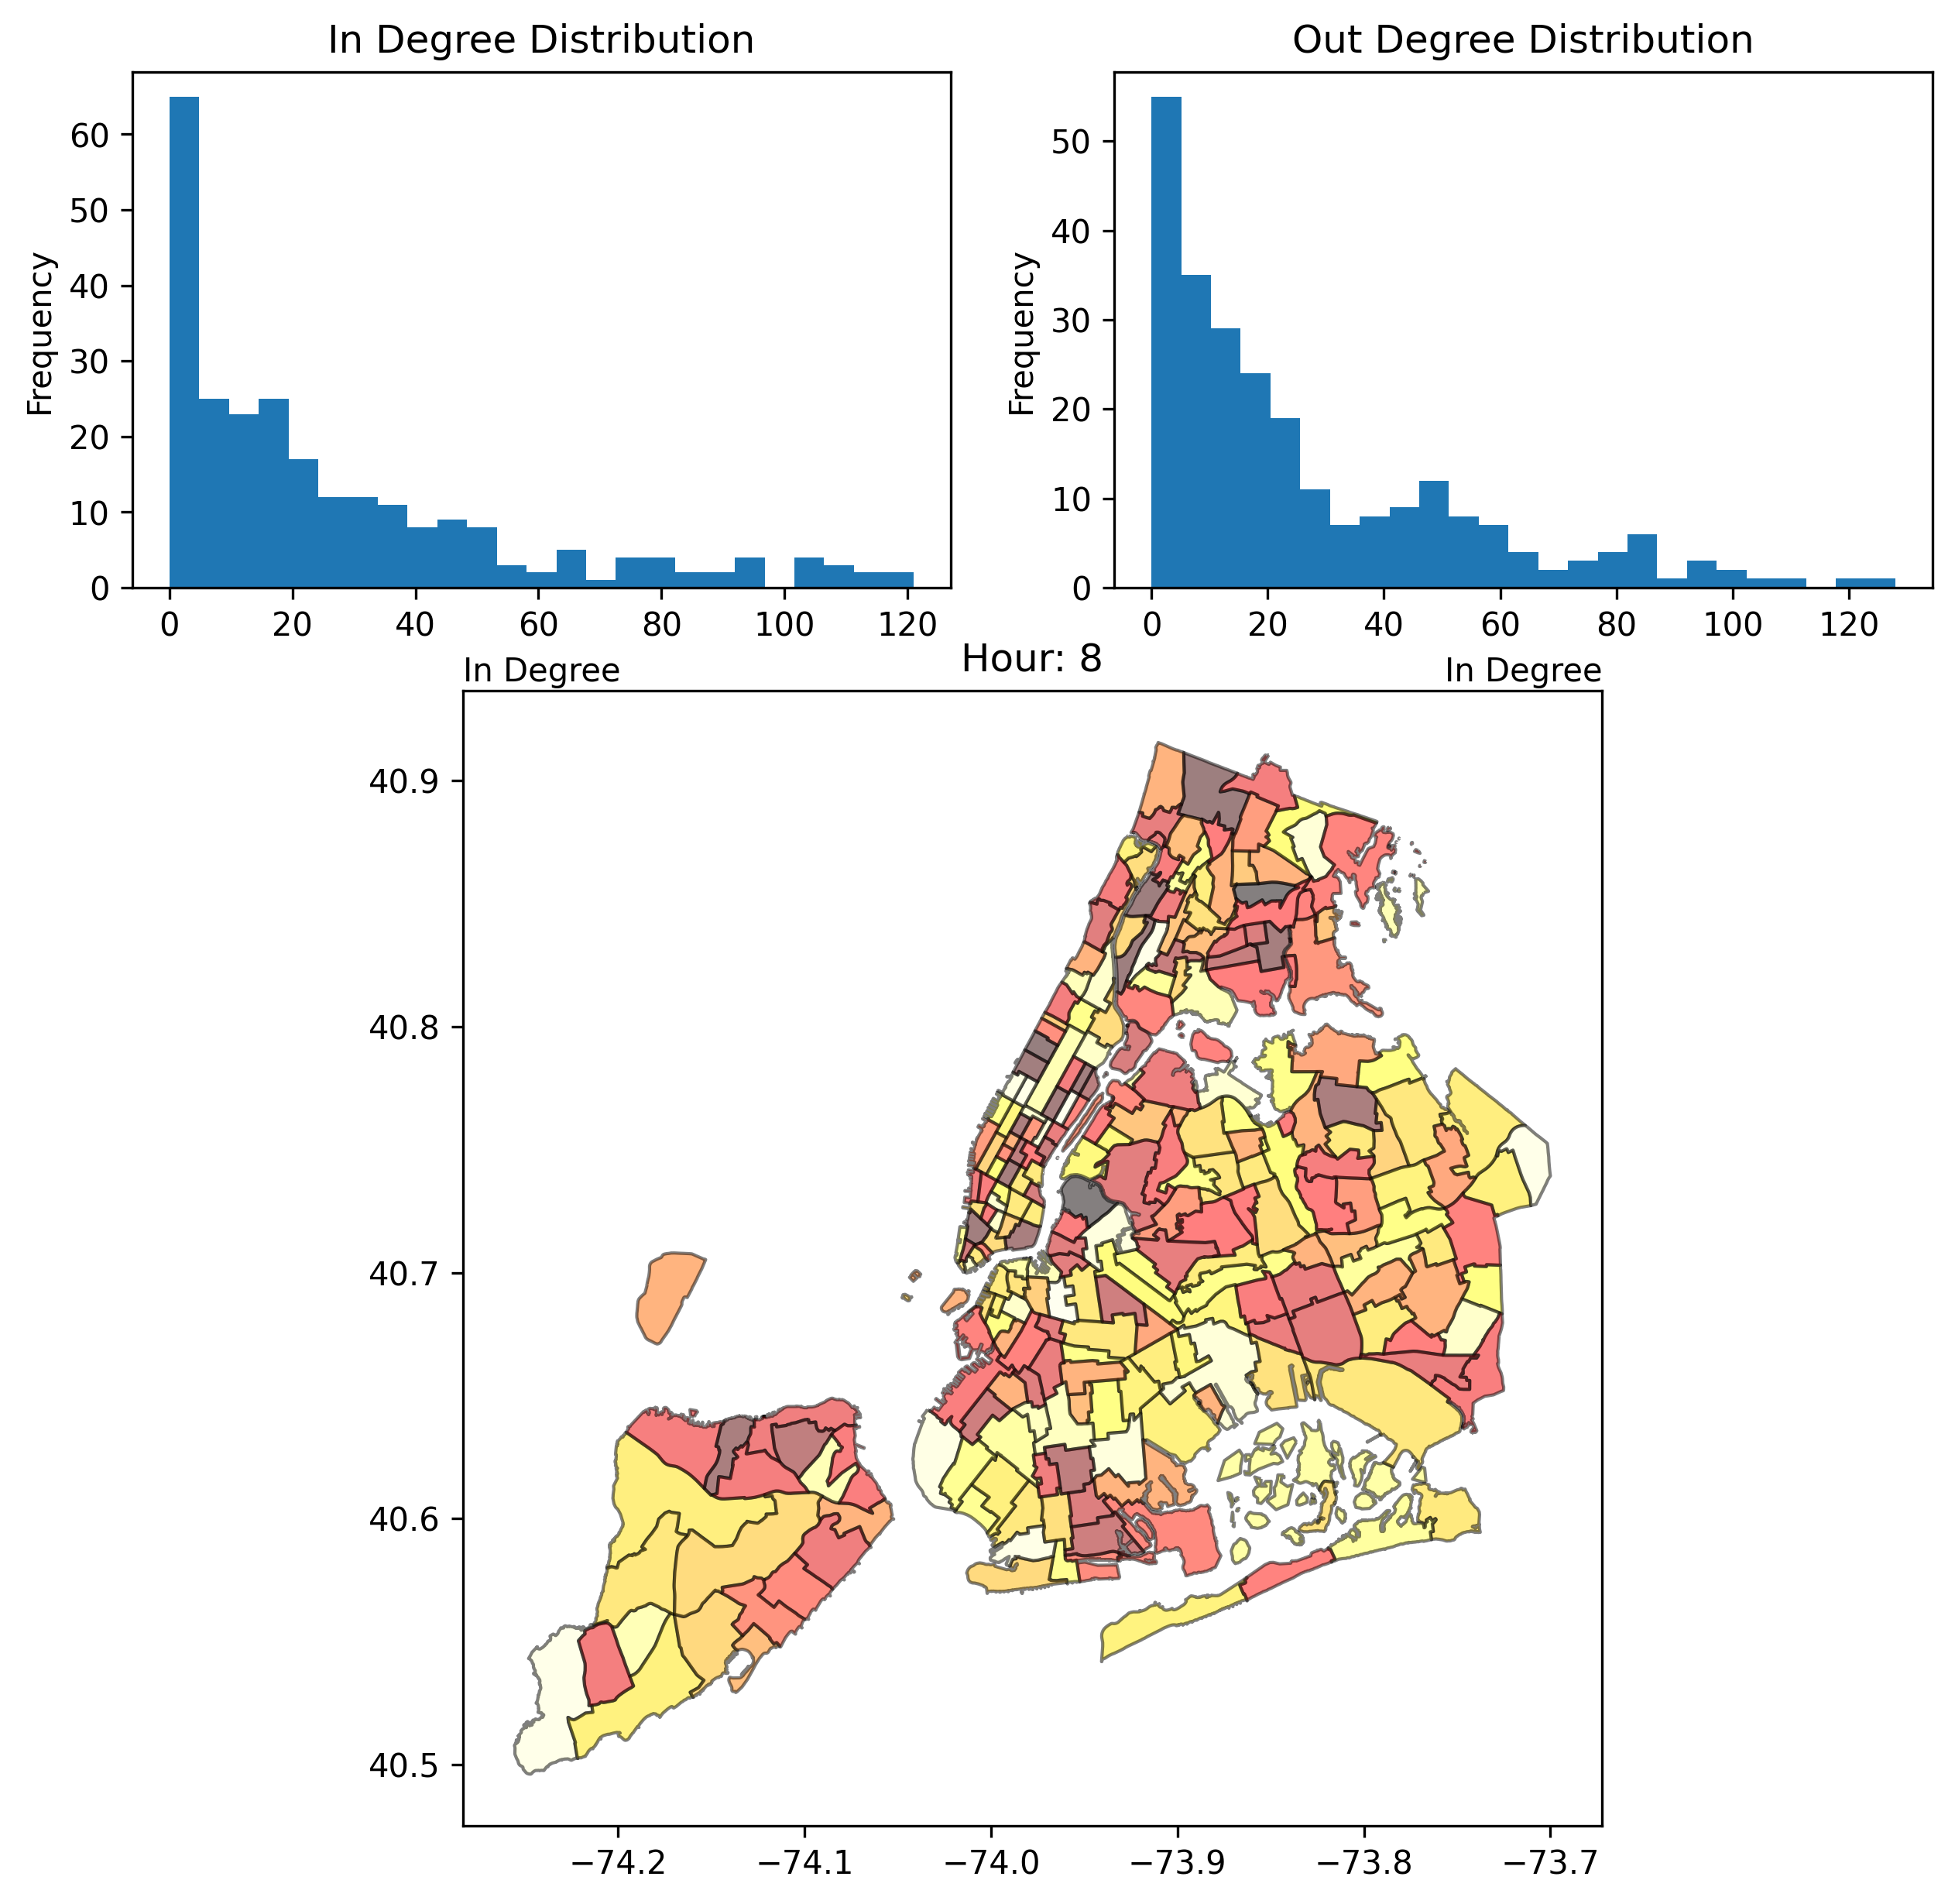 In Degree Distribution
Out Degree Distribution
Frequency
60
50
40
30
20
10
0
0 20 40 60 80 100 120
Frequency
50
40
30
20
10
0
0 20 40 60 80 100 120
In Degree
Hour: 8
In Degree
40.9
40.8
40.7
40.6
40.5
−74.2 −74.1 −74.0 −73.9 −73.8 −73.7